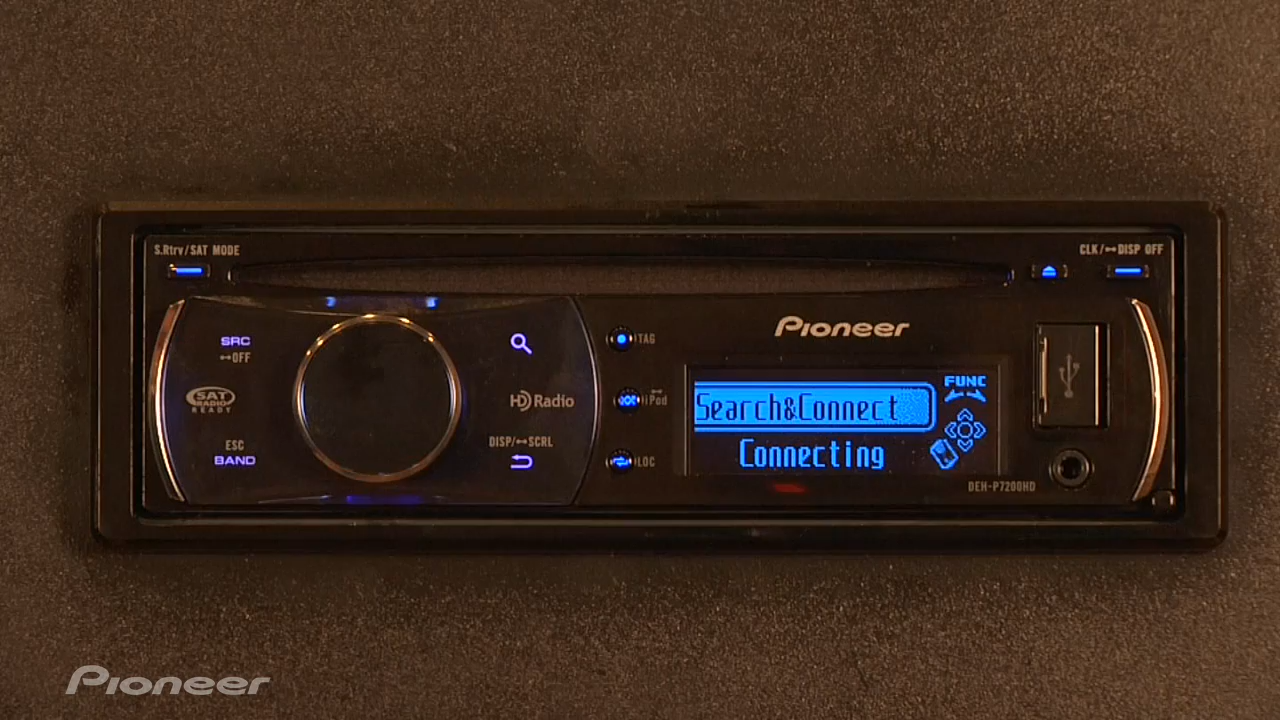 S.Rtrv/SAT MODE
CLK/⊷DISP OFF
SRC
⊷OFF
SAT
RADIO
READY
ESC
BAND
HD Radio
DISP/⊷SCRL
TAG
iPod
LOC
Pioneer
Search&Connect
Connecting
FUNC
DEH-P7200HD
Pioneer